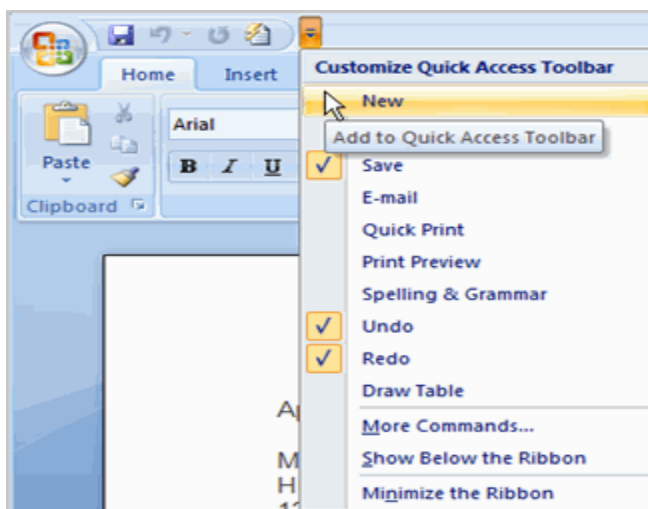 Home Insert
Customize Quick Access Toolbar
New
Arial
Add to Quick Access Toolbar
Paste
B I U
Save
E-mail
Clipboard
Quick Print
Print Preview
Spelling & Grammar
Undo
Redo
Draw Table
More Commands...
Show Below the Ribbon
Minimize the Ribbon